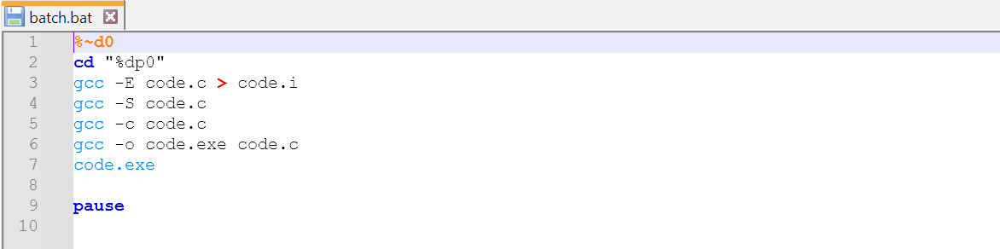 batch.bat
1 %~d0
2 cd "%dp0"
3 gcc -E code.c > code.i
4 gcc -S code.c
5 gcc -c code.c
6 gcc -o code.exe code.c
7 code.exe
8
9 pause
10